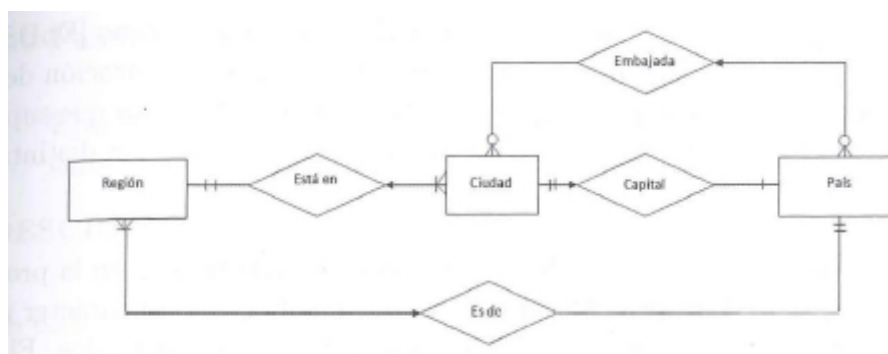 Embajada
Región
Está en
Ciudad
Capital
País
Es de